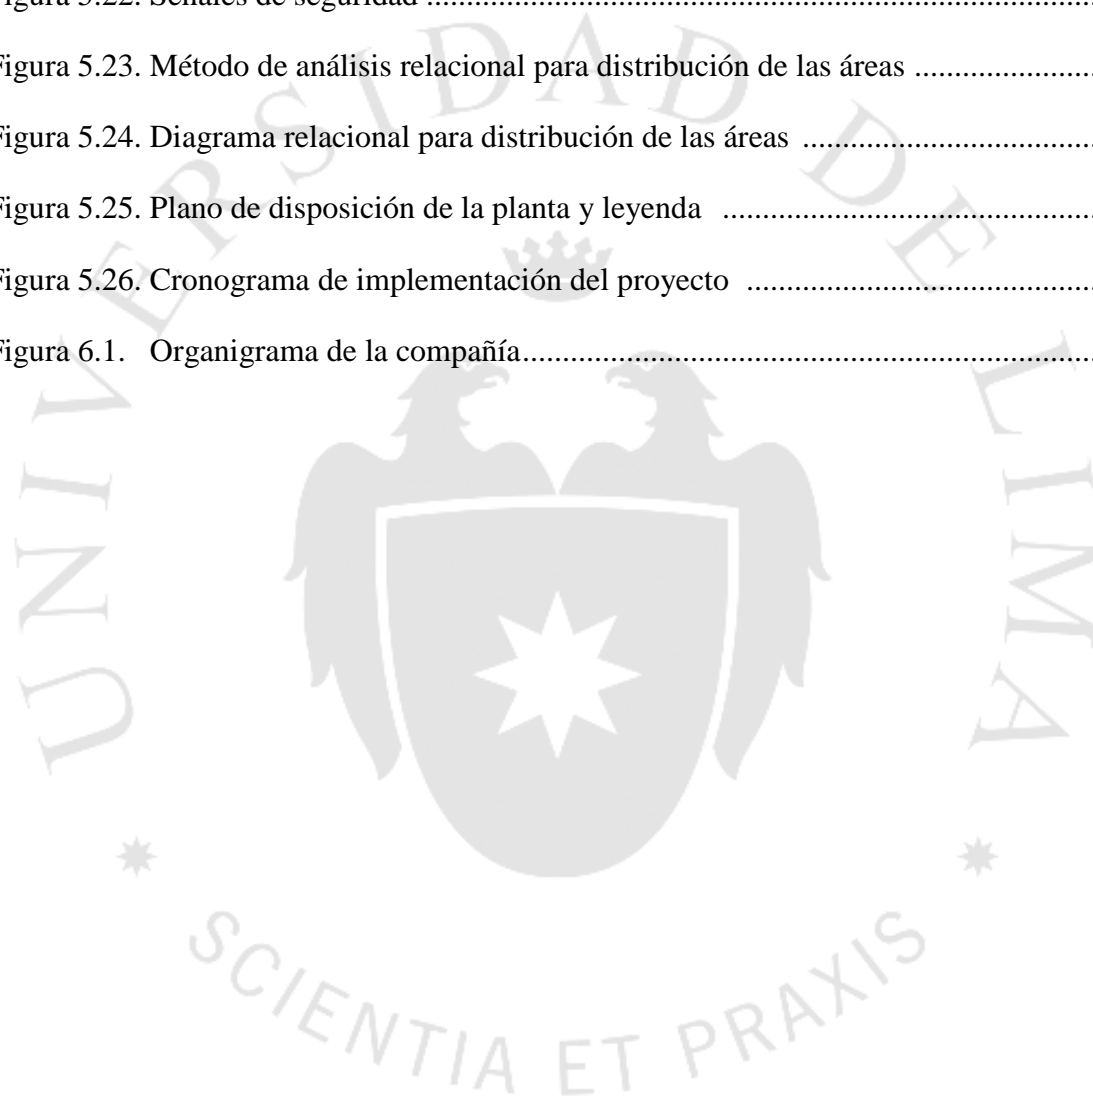 Figura 5.22. Señales de seguridad ....................................................................................
Figura 5.23. Método de análisis relacional para distribución de las áreas .......................
Figura 5.24. Diagrama relacional para distribución de las áreas .....................................
Figura 5.25. Plano de disposición de la planta y leyenda ...............................................
Figura 5.26. Cronograma de implementación del proyecto ............................................
Figura 6.1. Organigrama de la compañía.........................................................................
UNIVERSIDAD DE LIMA
SCIENTIA ET PRAXIS